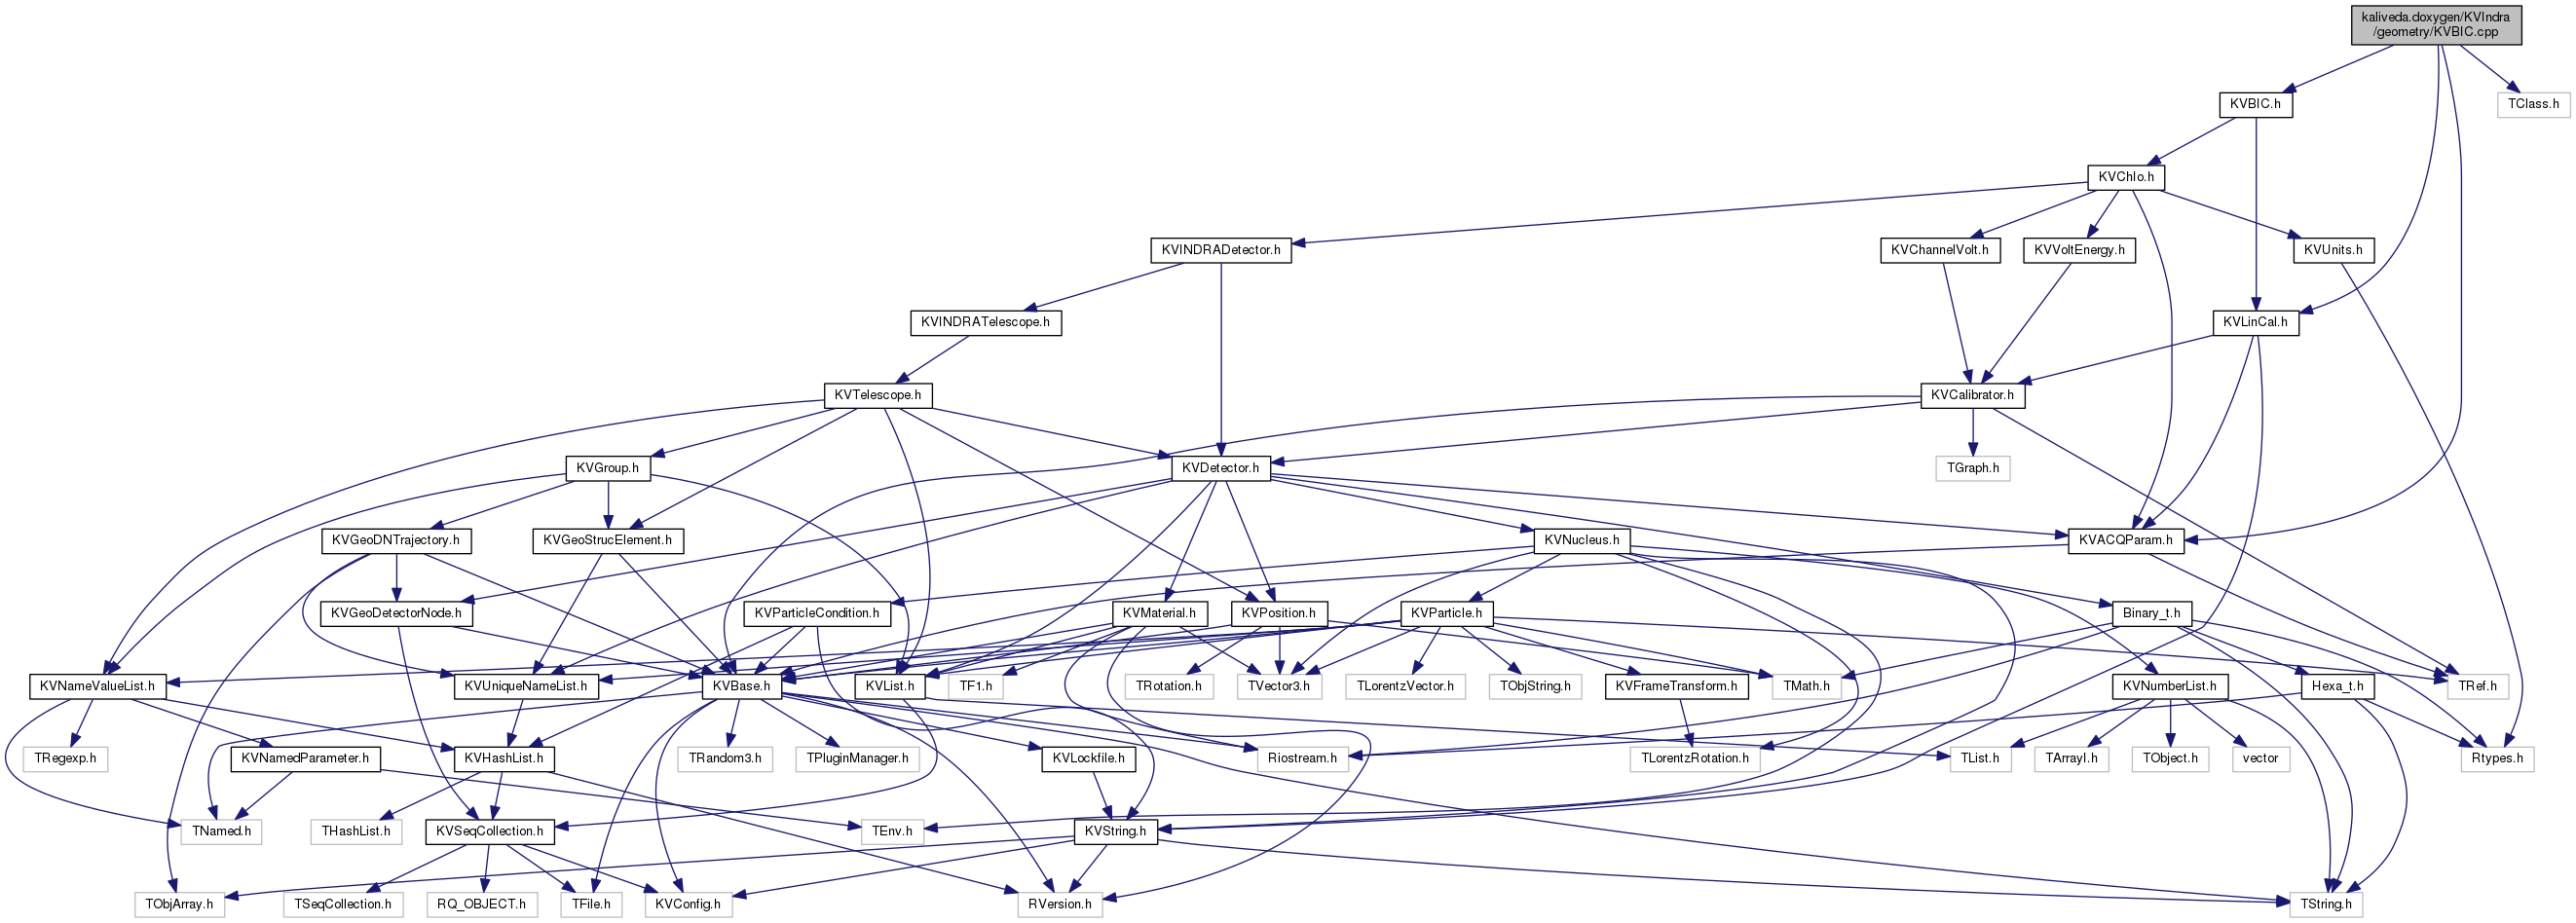 kaliveda.doxygen/KVIndra
/geometry/KVBIC.cpp
KVBIC.h
TClass.h
KVChlo.h
KVINDRADetector.h
KVChannelVolt.h
KVVoltEnergy.h
KVUnits.h
KVINDRATelescope.h
KVLinCal.h
KVTelescope.h
KVCalibrator.h
KVGroup.h
KVDetector.h
TGraph.h
KVGeoDNTrajectory.h
KVGeoStrucElement.h
KVNucleus.h
KVACQParam.h
KVGeoDetectorNode.h
KVParticleCondition.h
KVMaterial.h
KVPosition.h
KVParticle.h
Binary_t.h
KVNameValueList.h
KVUniqueNameList.h
KVBase.h
KVList.h
TF1.h
TRotation.h
TVector3.h
TLorentzVector.h
TObjString.h
KVFrameTransform.h
TMath.h
KVNumberList.h
Hexa_t.h
TRef.h
TRegexp.h
KVNamedParameter.h
KVHashList.h
TRandom3.h
TPluginManager.h
KVLockfile.h
Riostream.h
TLorentzRotation.h
TList.h
TArrayI.h
TObject.h
vector
Rtypes.h
TNamed.h
THashList.h
KVSeqCollection.h
TEnv.h
KVString.h
TObjArray.h
TSeqCollection.h
RQ_OBJECT.h
TFile.h
KVConfig.h
RVersion.h
TString.h